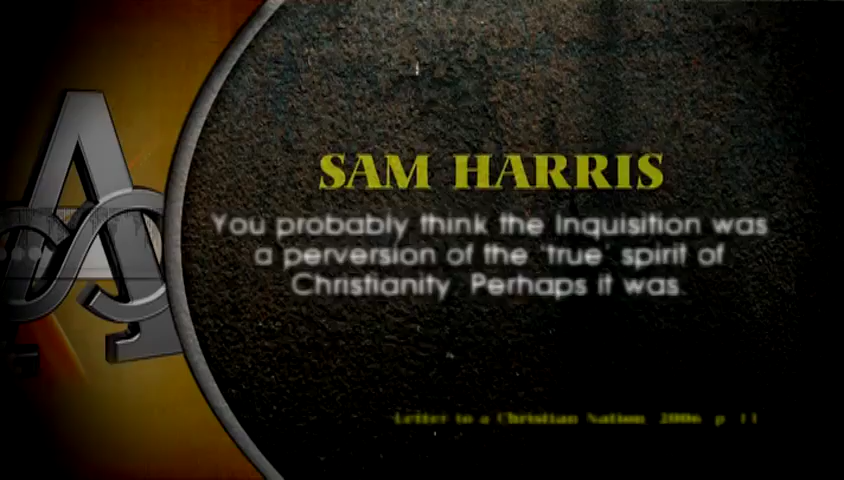 SAM HARRIS
You probably think the Inquisition was
a perversion of the 'true' spirit of
Christianity Perhaps it was
Letter to a Christian Nation 2006 p 11